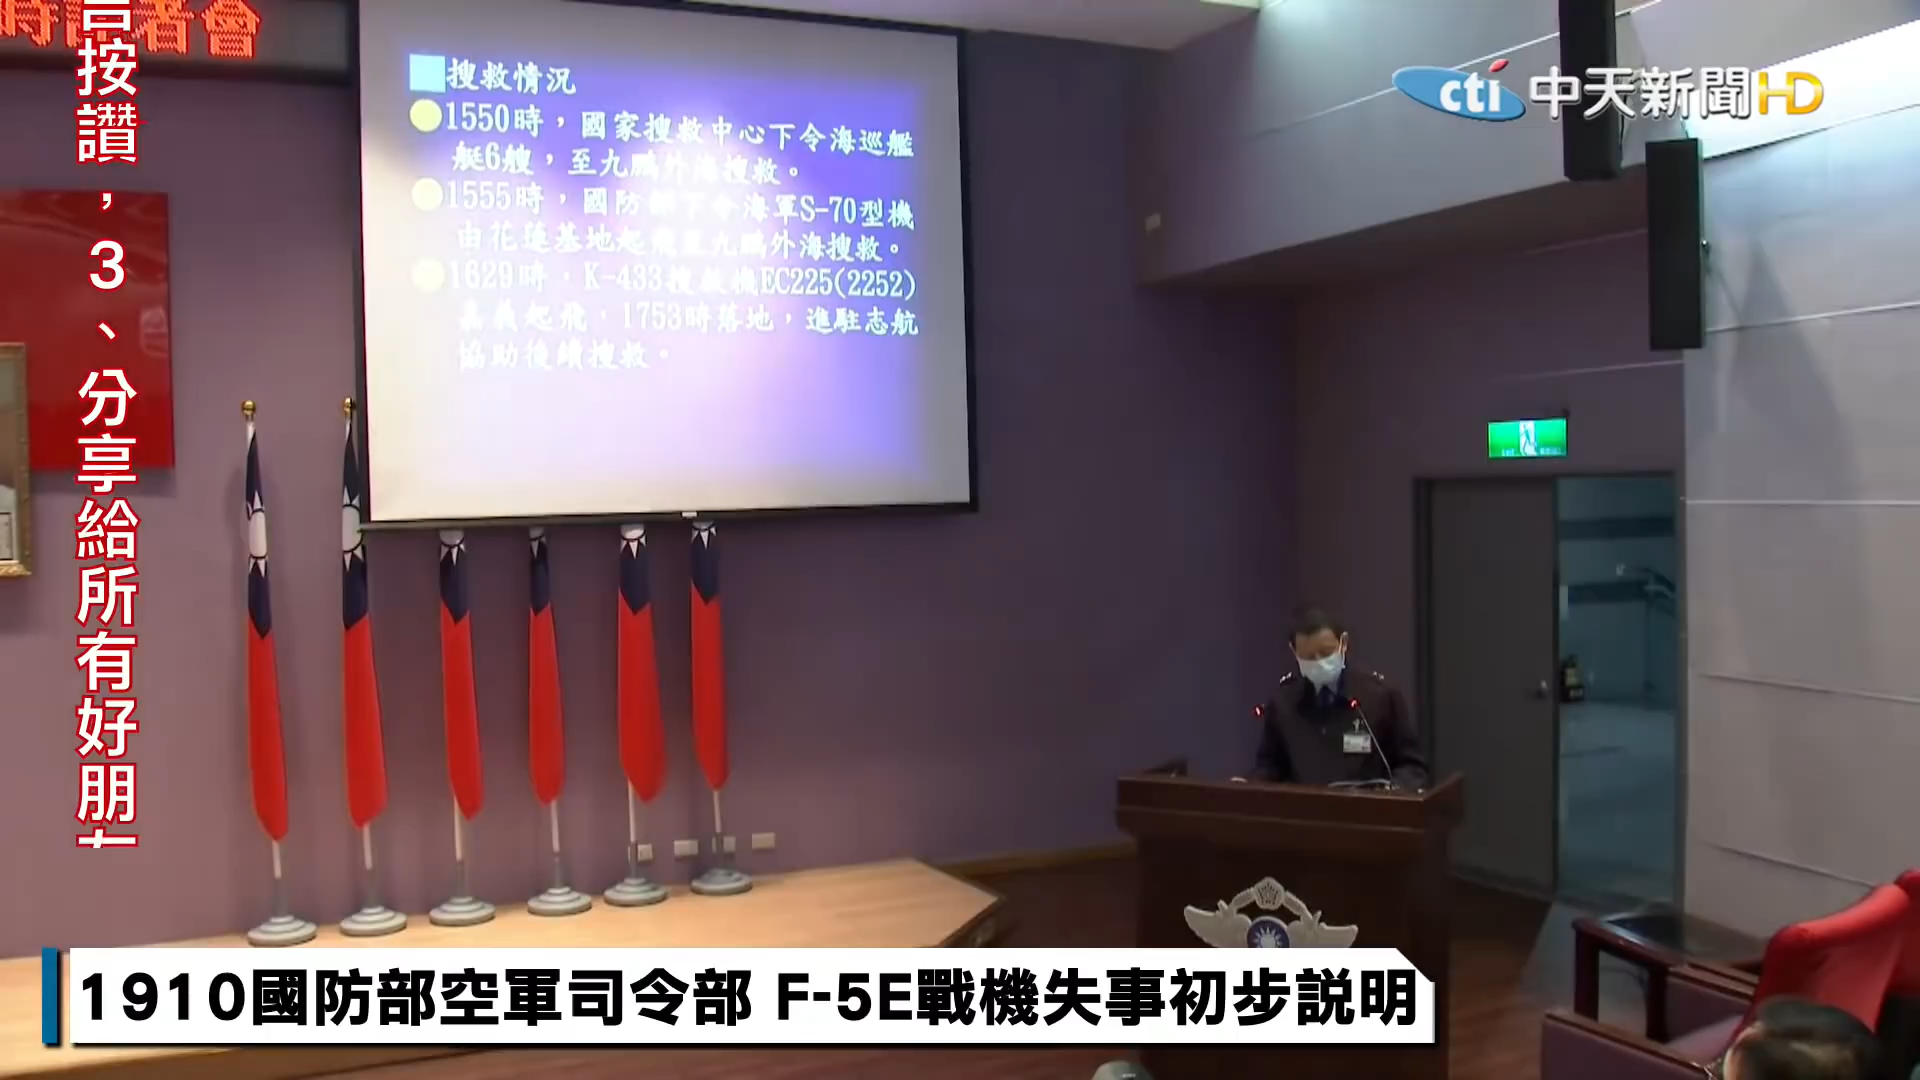 時記者會
按讚，3、分享給所有好朋友
搜救情況
1550時，國家搜救中心下令海巡艦
艇6艘，至九鵬外海搜救。
1555時，國防部下令海軍S-70型機
由花蓮基地起飛至九鵬外海搜救。
1629時，K-433搜救機EC225(2252)
嘉義起飛，1753時落地，進駐志航
協助後續搜救。
cti 中天新聞HD
1910國防部空軍司令部 F-5E戰機失事初步説明